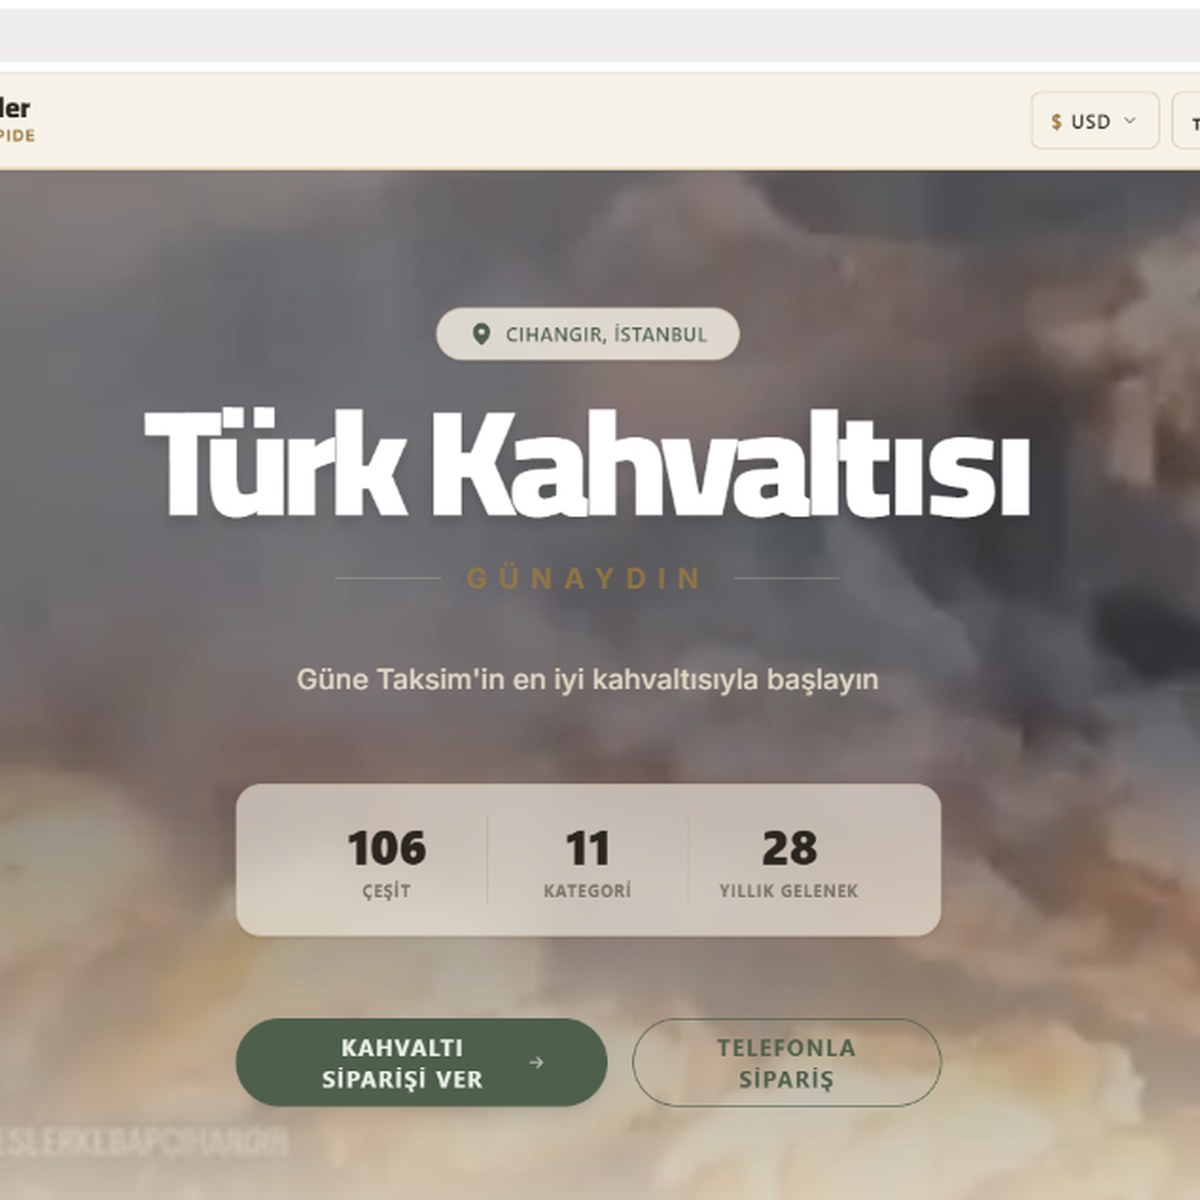 ler
PIDE
$ USD
CIHANGIR, İSTANBUL
Türk Kahvaltısı
GÜNAYDIN
Güne Taksim'in en iyi kahvaltısıyla başlayın
106
ÇEŞİT
11
KATEGORİ
28
YILLIK GELENEK
KAHVALTI
SİPARİŞİ VER →
TELEFONLA
SİPARİŞ
ESLERKEBAPCIHANGIR